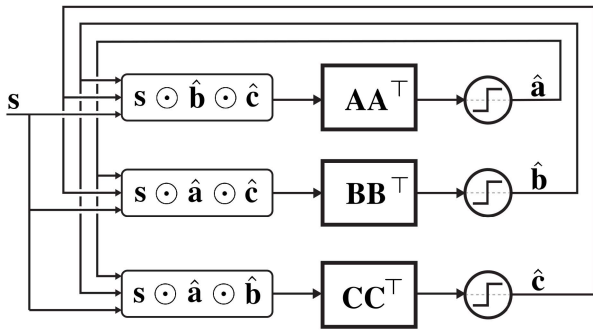 s
s ⊙ b̂ ⊙ ĉ
AA⊤
â
s ⊙ â ⊙ ĉ
BB⊤
b̂
s ⊙ â ⊙ b̂
CC⊤
ĉ